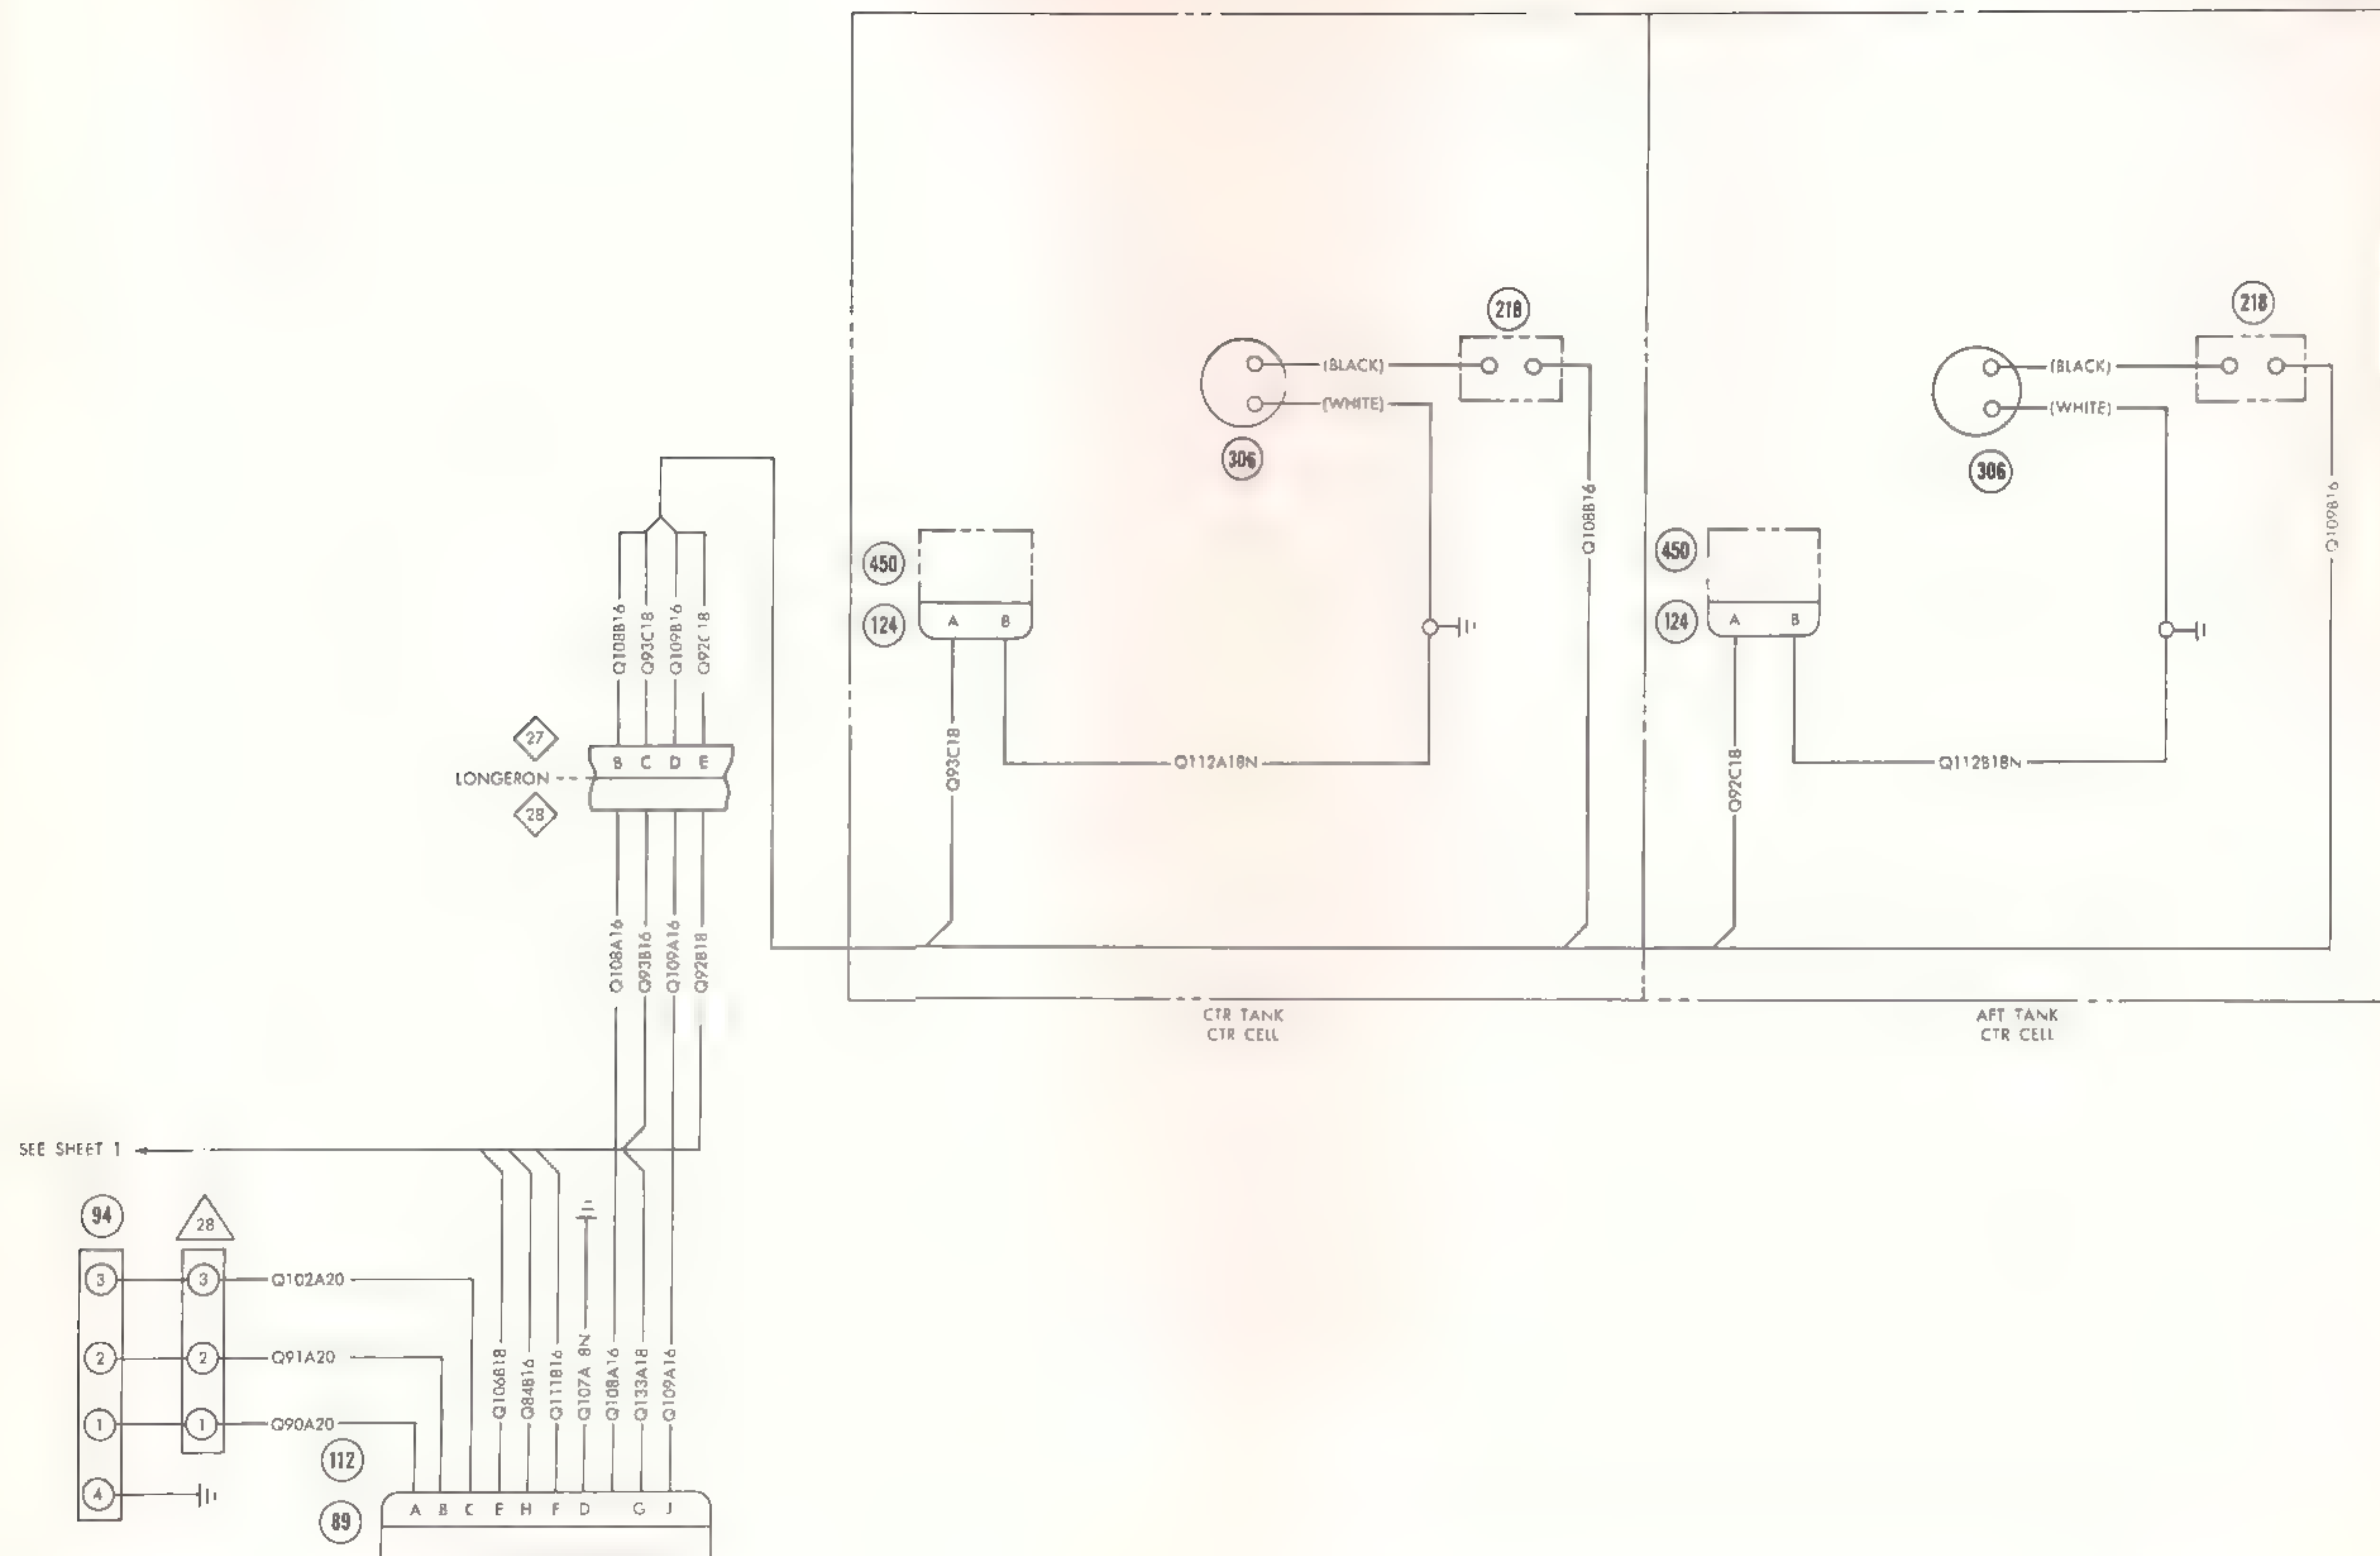 218
218
(BLACK)
(WHITE)
(BLACK)
(WHITE)
306
306
Q108B16
Q109B16
450
124
A B
450
124
A B
Q108B16
Q93C18
Q109B16
Q92C18
27
B C D E
LONGERON
28
Q93C18
Q112A18N
Q92C18
Q112B18N
Q108A16
Q93B16
Q109A16
Q92B18
CTR TANK
CTR CELL
AFT TANK
CTR CELL
SEE SHEET 1
94
28
3 3 Q102A20
2 2 Q91A20
1 1 Q90A20
4
Q106B18
Q84B16
Q111B16
Q107A 8N
Q108A16
Q133A18
Q109A16
112
89
A B C E H F D G J